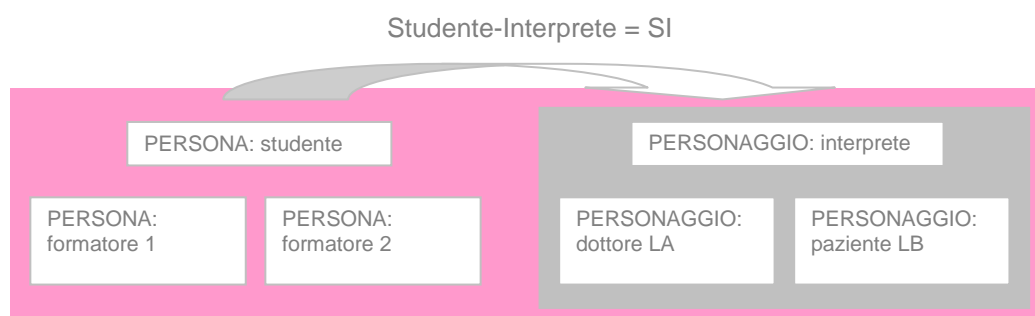 Studente-Interprete = SI
PERSONA: studente
PERSONAGGIO: interprete
PERSONA:
formatore 1
PERSONA:
formatore 2
PERSONAGGIO:
dottore LA
PERSONAGGIO:
paziente LB